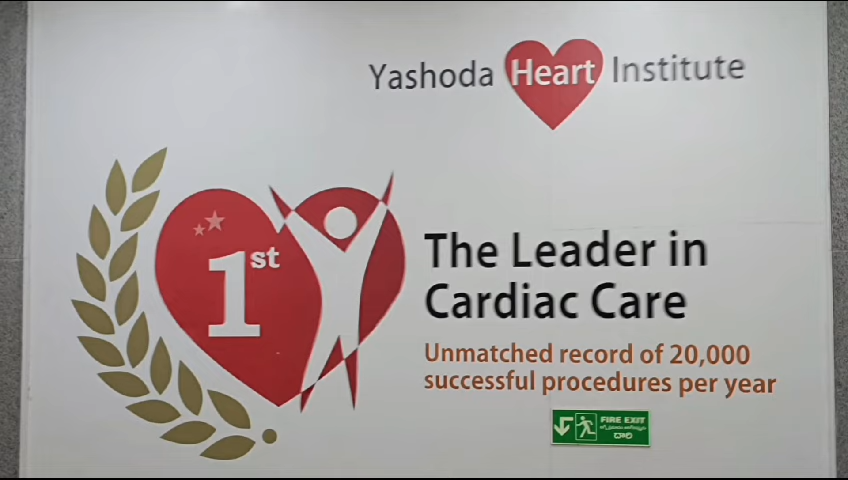 Yashoda Heart Institute
1st
The Leader in
Cardiac Care
Unmatched record of 20,000
successful procedures per year
FIRE EXIT
దారి